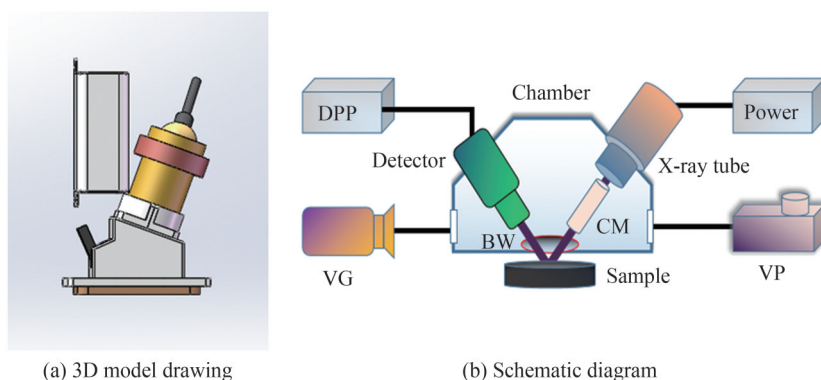 DPP
Chamber
Power
Detector
X-ray tube
BW
CM
VG
Sample
VP
(a) 3D model drawing
(b) Schematic diagram